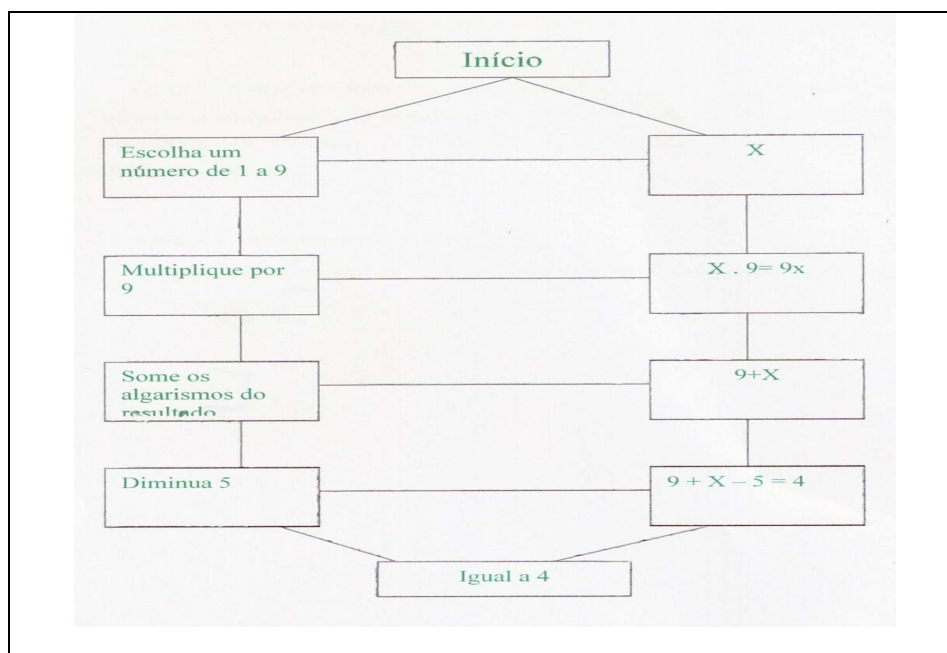 Início
Escolha um
número de 1 a 9
X
Multiplique por
9
X . 9= 9x
Some os
algarismos do
resultado
9+X
Diminua 5
9 + X – 5 = 4
Igual a 4